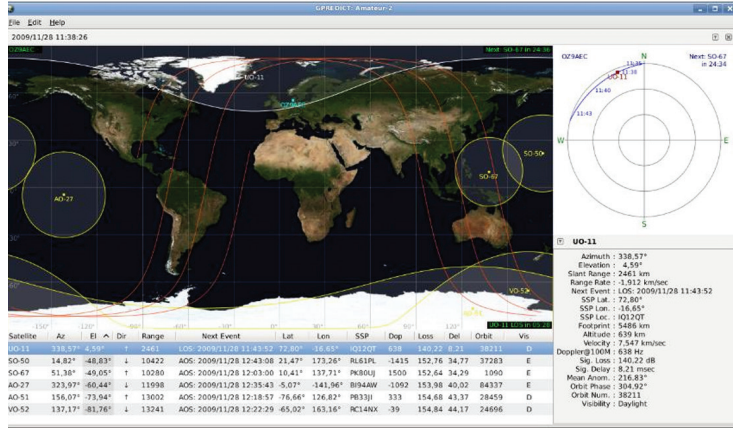 GPREDICT: Amateur-2
File Edit Help
2009/11/28 11:38:26
OZ9AEC
Next: SO-67 in 24:36
UO-11
OZ9AEC
SO-50
SO-67
AO-27
VO-52
-150° -120° -90° -60° -30° 0° 30° 60° 90° 120°
UO-11 LOS in 05:28
OZ9AEC
N
Next: SO-67
in 24:34
11:38
UO-11
11:40
11:43
W
E
S
UO-11
Azimuth : 338,57°
Elevation : 4,59°
Slant Range : 2461 km
Range Rate : -1,912 km/sec
Next Event : LOS: 2009/11/28 11:43:52
SSP Lat. : 72,80°
SSP Lon. : -16,65°
SSP Loc. : IQ12QT
Footprint : 5486 km
Altitude : 639 km
Velocity : 7,547 km/sec
Doppler@100M : 638 Hz
Sig. Loss : 140,22 dB
Sig. Delay : 8,21 msec
Mean Anom. : 216,83°
Orbit Phase : 304,92°
Orbit Num. : 38211
Visibility : Daylight
Satellite Az El Dir Range Next Event Lat Lon SSP Dop Loss Del Orbit Vis
UO-11 338,57° 4,59° ↑ 2461 LOS: 2009/11/28 11:43:52 72,80° -16,65° IQ12QT 638 140,22 8,21 38211 D
SO-50 14,82° -48,83° ↓ 10422 AOS: 2009/11/28 12:43:08 21,47° 173,26° RL61PL -1415 152,76 34,77 37283 E
SO-67 51,38° -49,05° ↑ 10280 AOS: 2009/11/28 12:03:00 10,41° 137,71° PK80UJ 1500 152,64 34,29 1090 E
AO-27 323,97° -60,44° ↓ 11998 AOS: 2009/11/28 12:35:43 -5,07° -141,96° BI94AW -1092 153,98 40,02 84337 E
AO-51 156,07° -73,94° ↑ 13002 AOS: 2009/11/28 12:18:57 -76,66° 126,82° PB33JI 333 154,68 43,37 28459 D
VO-52 137,17° -81,76° ↓ 13241 AOS: 2009/11/28 12:22:29 -65,02° 163,16° RC14NX -39 154,84 44,17 24696 D